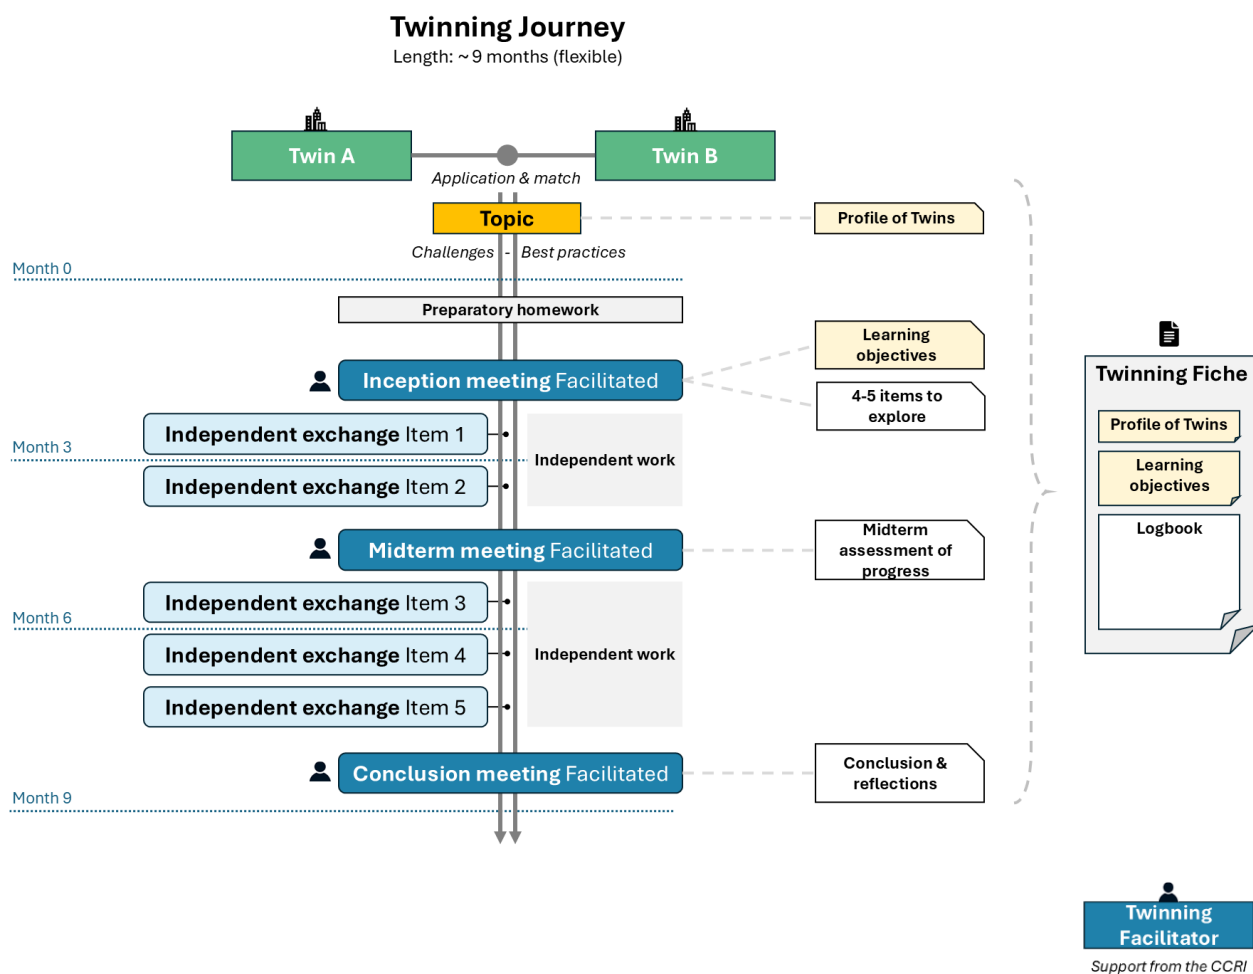 Twinning Journey
Length: ~ 9 months (flexible)
Twin A
Twin B
Application & match
Topic
Profile of Twins
Challenges - Best practices
Month 0
Preparatory homework
Learning
objectives
Inception meeting Facilitated
4-5 items to
explore
Independent exchange Item 1
Month 3
Independent work
Independent exchange Item 2
Midterm meeting Facilitated
Midterm
assessment of
progress
Independent exchange Item 3
Month 6
Independent exchange Item 4
Independent work
Independent exchange Item 5
Conclusion meeting Facilitated
Conclusion &
reflections
Month 9
Twinning Fiche
Profile of Twins
Learning
objectives
Logbook
Twinning
Facilitator
Support from the CCRI